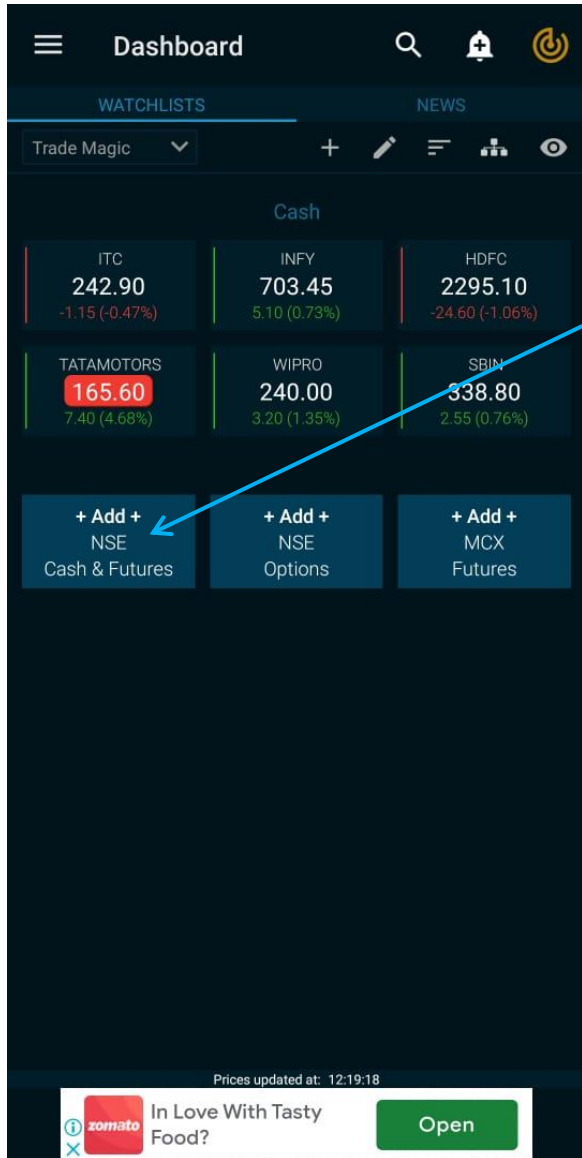 Dashboard
WATCHLISTS NEWS
Trade Magic
Cash
ITC INFY HDFC
242.90 703.45 2295.10
-1.15 (-0.47%) 5.10 (0.73%) -24.60 (-1.06%)
TATAMOTORS WIPRO SBIN
165.60 240.00 338.80
7.40 (4.68%) 3.20 (1.35%) 2.55 (0.76%)
+ Add + + Add + + Add +
NSE NSE MCX
Cash & Futures Options Futures
Prices updated at: 12:19:18
zomato
In Love With Tasty
Food?
Open